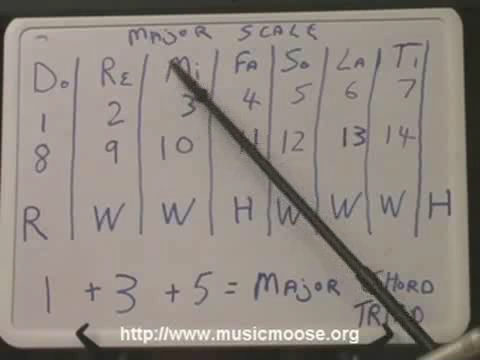 MAJOR SCALE
Do RE Mi FA So LA Ti
1 2 3 4 5 6 7
8 9 10 11 12 13 14
R W W H W W W H
1 + 3 + 5 = MAJOR CHORD
TRIAD
http://www.musicmoose.org